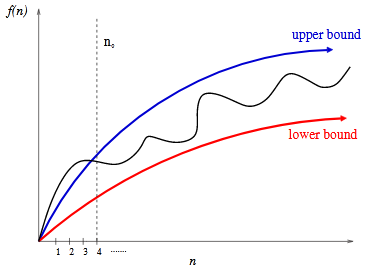 f(n)
upper bound
n₀
lower bound
1 2 3 4 ........
n